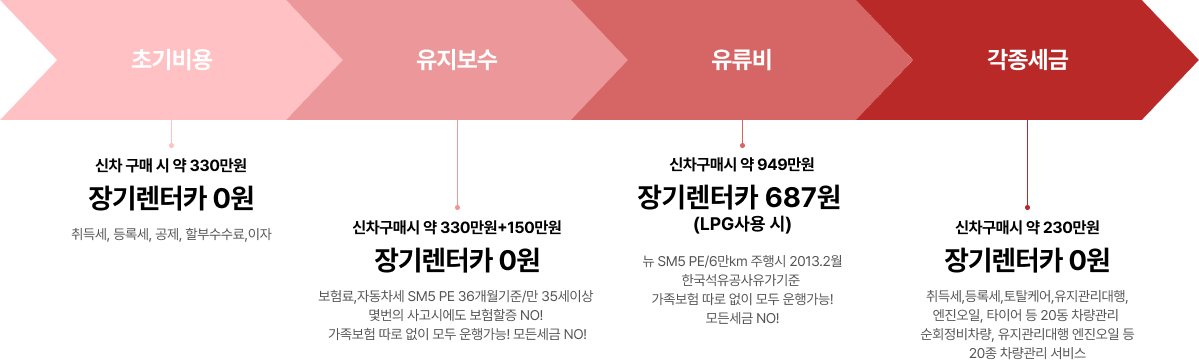 초기비용
유지보수
유류비
각종세금
신차 구매 시 약 330만원
장기렌터카 0원
취득세, 등록세, 공제, 할부수수료,이자
신차구매시 약 330만원+150만원
장기렌터카 0원
보험료,자동차세 SM5 PE 36개월기준/만 35세이상
몇번의 사고시에도 보험할증 NO!
가족보험 따로 없이 모두 운행가능! 모든세금 NO!
신차구매시 약 949만원
장기렌터카 687원
(LPG사용 시)
뉴 SM5 PE/6만km 주행시 2013.2월
한국석유공사유가기준
가족보험 따로 없이 모두 운행가능!
모든세금 NO!
신차구매시 약 230만원
장기렌터카 0원
취득세,등록세,토탈케어,유지관리대행,
엔진오일, 타이어 등 20동 차량관리
순회정비차량, 유지관리대행 엔진오일 등
20종 차량관리 서비스